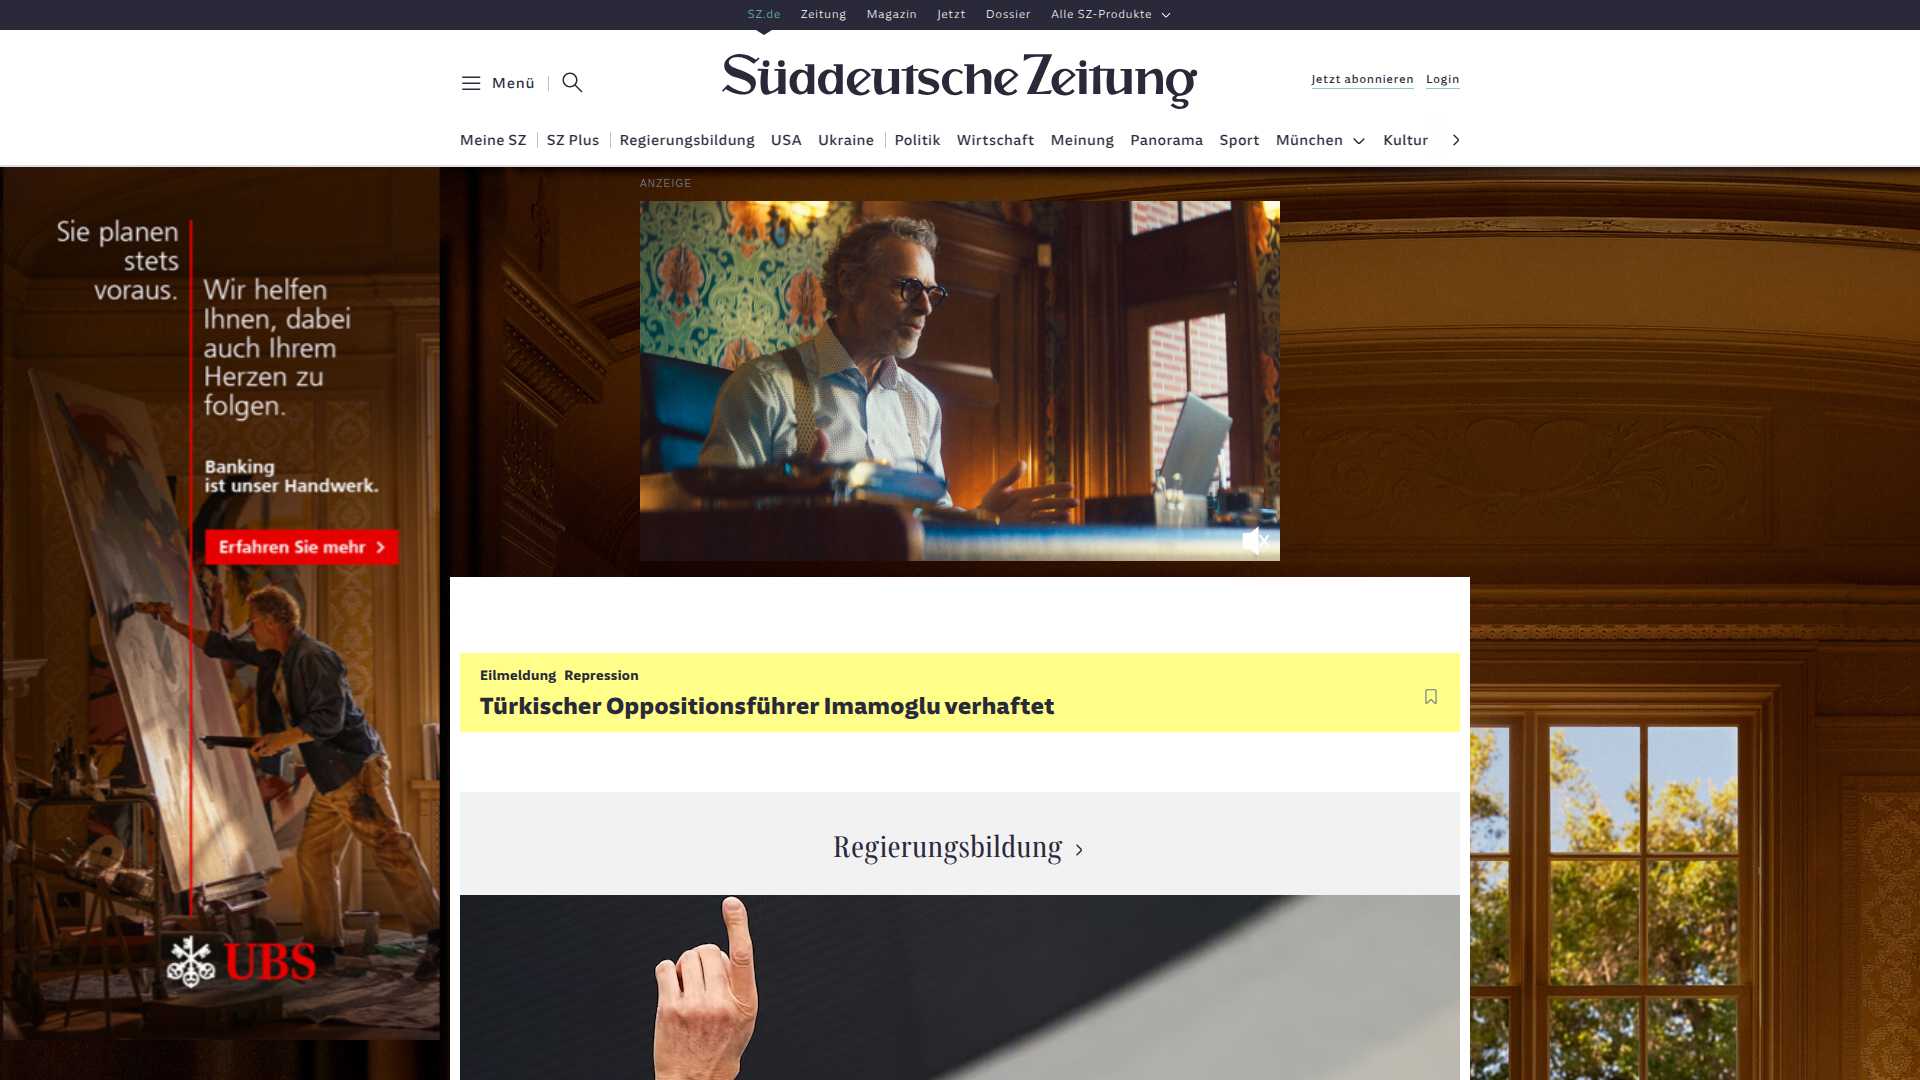 SZ.de Zeitung Magazin Jetzt Dossier Alle SZ-Produkte
Menü
Süddeutsche Zeitung
Jetzt abonnieren Login
Meine SZ SZ Plus Regierungsbildung USA Ukraine Politik Wirtschaft Meinung Panorama Sport München Kultur
ANZEIGE
Sie planen
stets
voraus.
Wir helfen
Ihnen, dabei
auch Ihrem
Herzen zu
folgen.
Banking
ist unser Handwerk.
Erfahren Sie mehr
UBS
Eilmeldung Repression
Türkischer Oppositionsführer Imamoglu verhaftet
Regierungsbildung